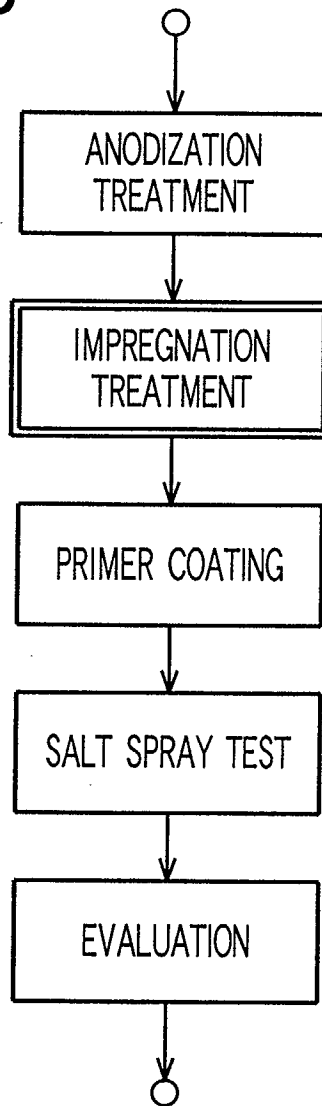 ANODIZATION
TREATMENT
IMPREGNATION
TREATMENT
PRIMER COATING
SALT SPRAY TEST
EVALUATION